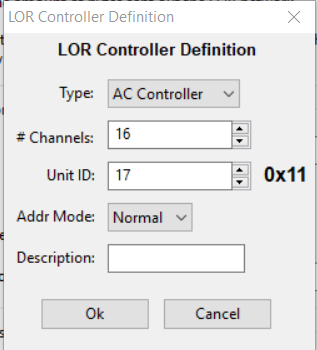 LOR Controller Definition
LOR Controller Definition
Type: AC Controller
# Channels: 16
Unit ID: 17 0x11
Addr Mode: Normal
Description:
Ok Cancel